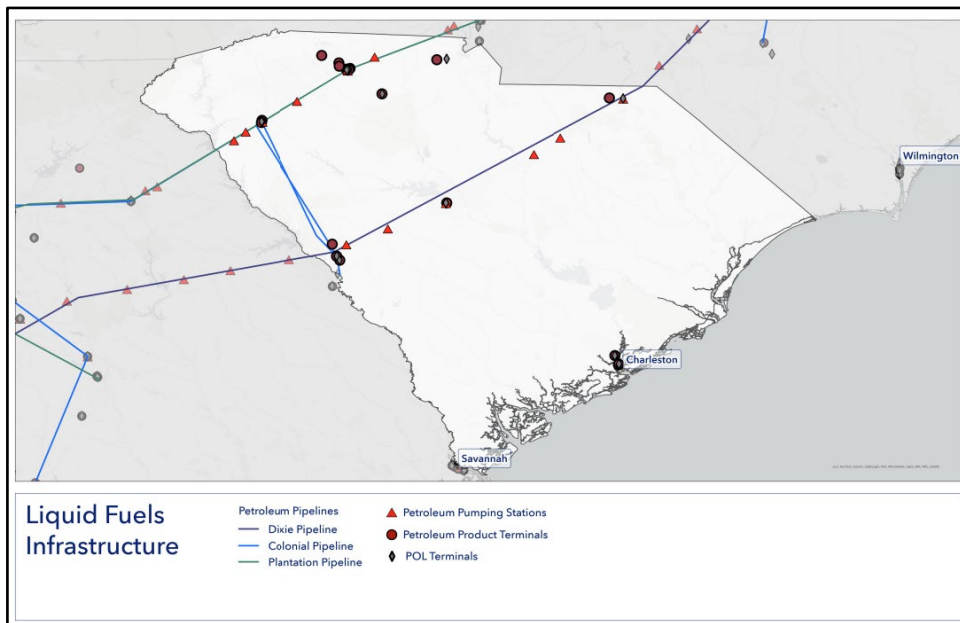 Wilmington
Charleston
Savannah
Liquid Fuels
Infrastructure
Petroleum Pipelines
Dixie Pipeline
Colonial Pipeline
Plantation Pipeline
Petroleum Pumping Stations
Petroleum Product Terminals
POL Terminals